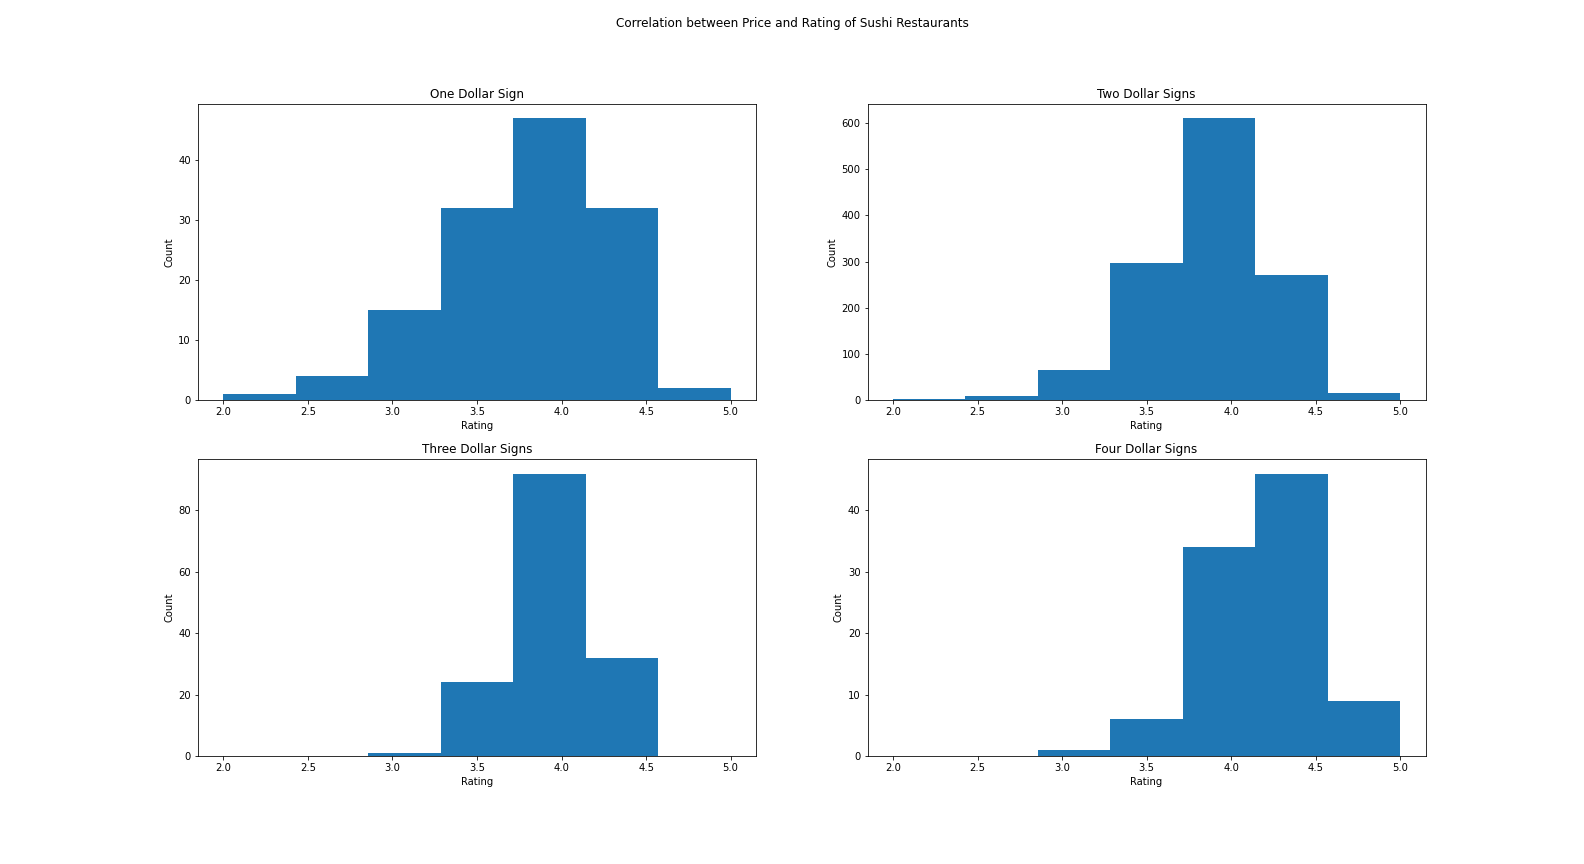 Correlation between Price and Rating of Sushi Restaurants
One Dollar Sign
Count
40
30
20
10
0
2.0 2.5 3.0 3.5 4.0 4.5 5.0
Rating
Two Dollar Signs
Count
600
500
400
300
200
100
0
2.0 2.5 3.0 3.5 4.0 4.5 5.0
Rating
Three Dollar Signs
Count
80
60
40
20
0
2.0 2.5 3.0 3.5 4.0 4.5 5.0
Rating
Four Dollar Signs
Count
40
30
20
10
0
2.0 2.5 3.0 3.5 4.0 4.5 5.0
Rating